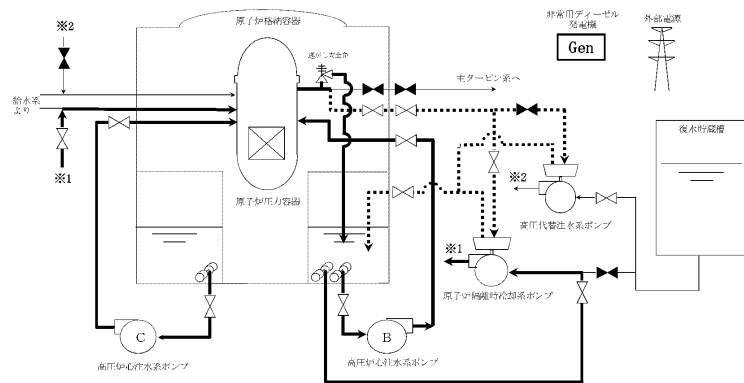 非常用ディーゼル
発電機
Gen
外部電源
原子炉格納容器
※2
逃がし安全弁
主タービン系へ
給水系
より
復水貯蔵槽
※1
原子炉圧力容器
※2
高圧代替注水系ポンプ
※1
原子炉隔離時冷却系ポンプ
C
高圧炉心注水系ポンプ
B
高圧炉心注水系ポンプ